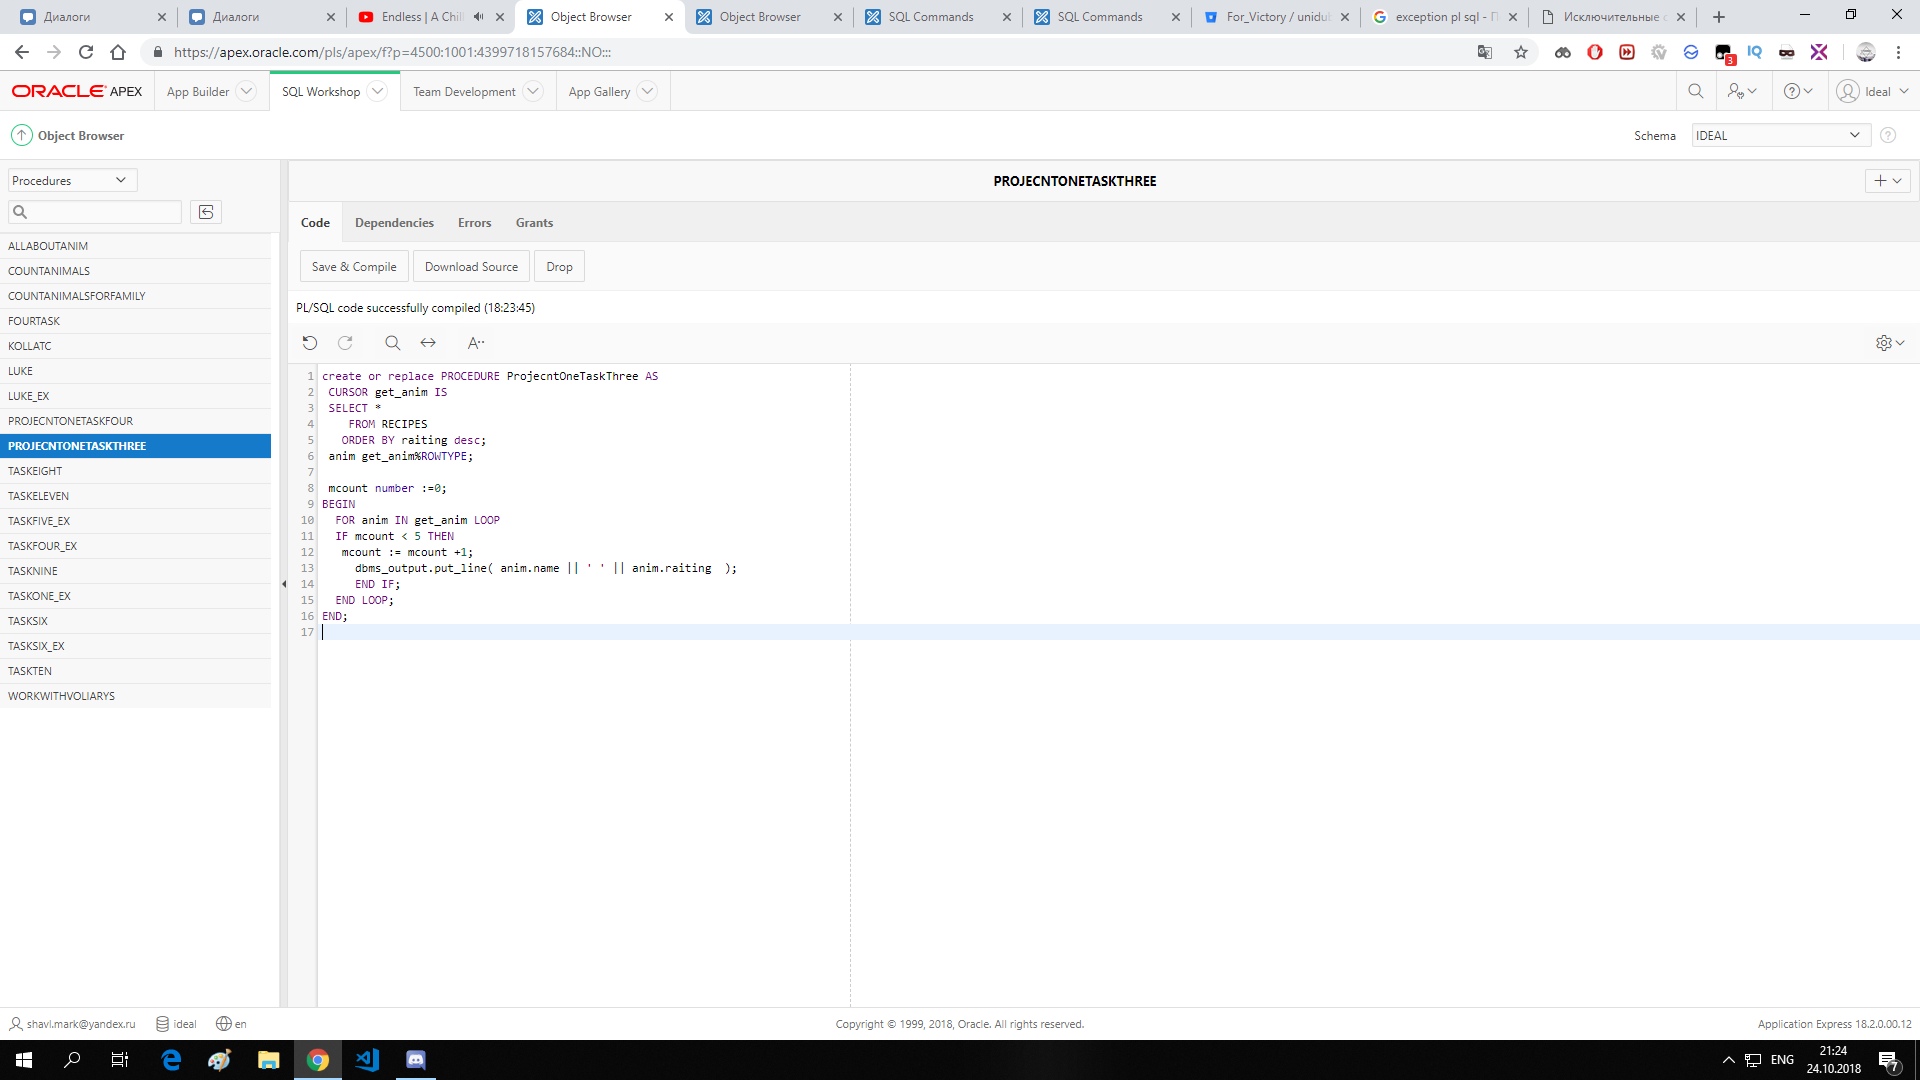 Диалоги
Диалоги
Endless | A Chil
Object Browser
Object Browser
SQL Commands
SQL Commands
For_Victory / unidub
exception pl sql - П
Исключительные с
https://apex.oracle.com/pls/apex/f?p=4500:1001:4399718157684::NO:::
3
IQ
ORACLE APEX
App Builder
SQL Workshop
Team Development
App Gallery
Ideal
Object Browser
Schema
IDEAL
Procedures
PROJECNTONETASKTHREE
Code
Dependencies
Errors
Grants
Save & Compile
Download Source
Drop
PL/SQL code successfully compiled (18:23:45)
ALLABOUTANIM
COUNTANIMALS
COUNTANIMALSFORFAMILY
FOURTASK
KOLLATC
LUKE
LUKE_EX
PROJECNTONETASKFOUR
PROJECNTONETASKTHREE
TASKEIGHT
TASKELEVEN
TASKFIVE_EX
TASKFOUR_EX
TASKNINE
TASKONE_EX
TASKSIX
TASKSIX_EX
TASKTEN
WORKWITHVOLIARYS
1 create or replace PROCEDURE ProjecntOneTaskThree AS
2 CURSOR get_anim IS
3 SELECT *
4 FROM RECIPES
5 ORDER BY raiting desc;
6 anim get_anim%ROWTYPE;
7
8 mcount number :=0;
9 BEGIN
10 FOR anim IN get_anim LOOP
11 IF mcount < 5 THEN
12 mcount := mcount +1;
13 dbms_output.put_line( anim.name || ' ' || anim.raiting );
14 END IF;
15 END LOOP;
16 END;
17
shavi.mark@yandex.ru
ideal
en
Copyright © 1999, 2018, Oracle. All rights reserved.
Application Express 18.2.0.00.12
ENG
21:24
24.10.2018
7